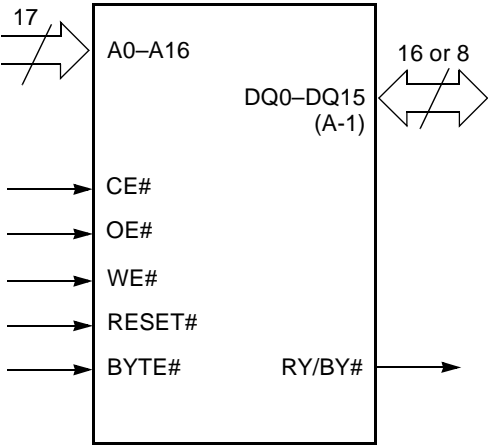 17
A0–A16
16 or 8
DQ0–DQ15
(A-1)
CE#
OE#
WE#
RESET#
BYTE#
RY/BY#